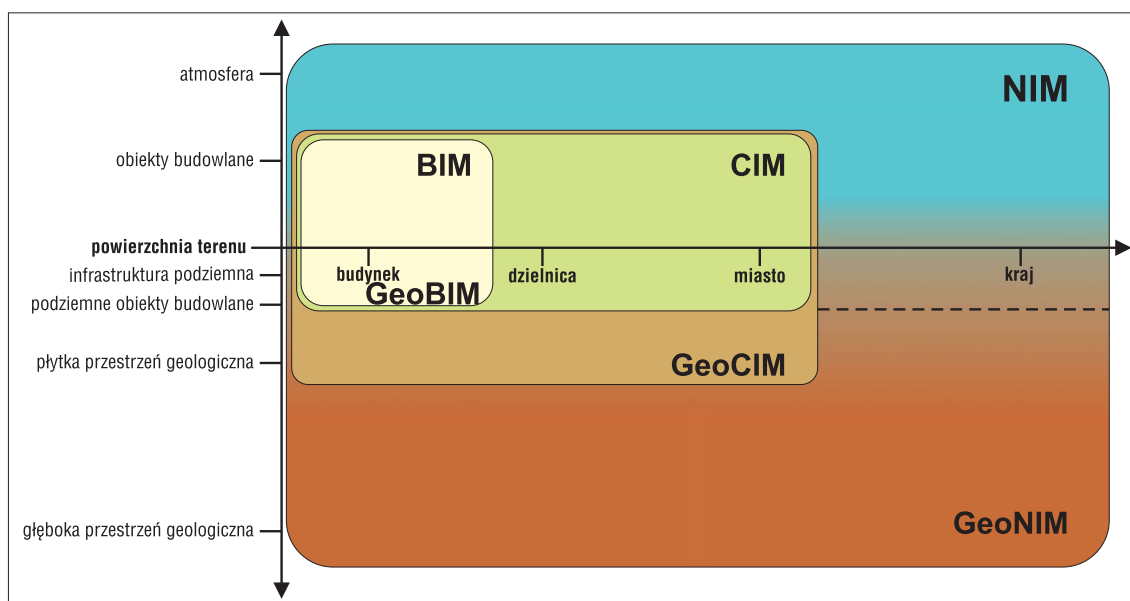 atmosfera
NIM
obiekty budowlane
BIM
CIM
powierzchnia terenu
infrastruktura podziemna
budynek
dzielnica
miasto
kraj
podziemne obiekty budowlane
GeoBIM
płytka przestrzeń geologiczna
GeoCIM
głęboka przestrzeń geologiczna
GeoNIM